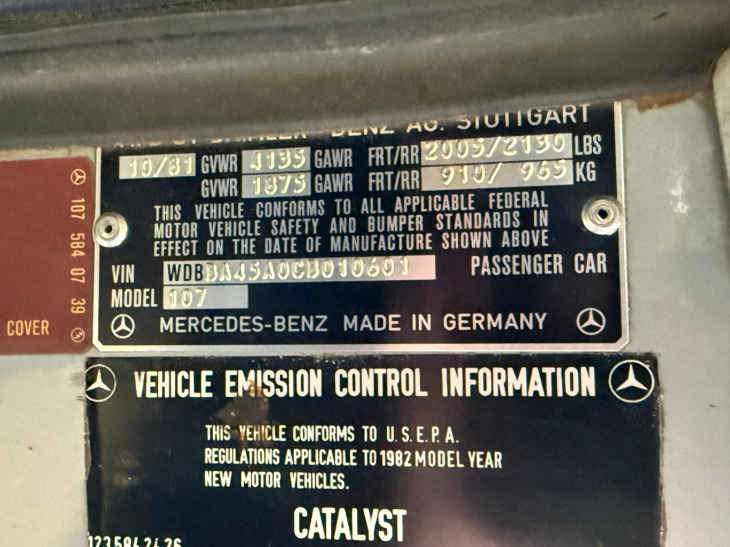 DAIMLER - BENZ AG. STUTTGART
10/81 GVWR 4135 GAWR FRT/RR 2005/2130 LBS
GVWR 1875 GAWR FRT/RR 910/ 965 KG
THIS VEHICLE CONFORMS TO ALL APPLICABLE FEDERAL
MOTOR VEHICLE SAFETY AND BUMPER STANDARDS IN
EFFECT ON THE DATE OF MANUFACTURE SHOWN ABOVE
VIN WDBBA45A0CB010601 PASSENGER CAR
MODEL 107
MERCEDES-BENZ MADE IN GERMANY
107 584 07 39
COVER
VEHICLE EMISSION CONTROL INFORMATION
THIS VEHICLE CONFORMS TO U.S.E.P.A.
REGULATIONS APPLICABLE TO 1982 MODEL YEAR
NEW MOTOR VEHICLES.
CATALYST